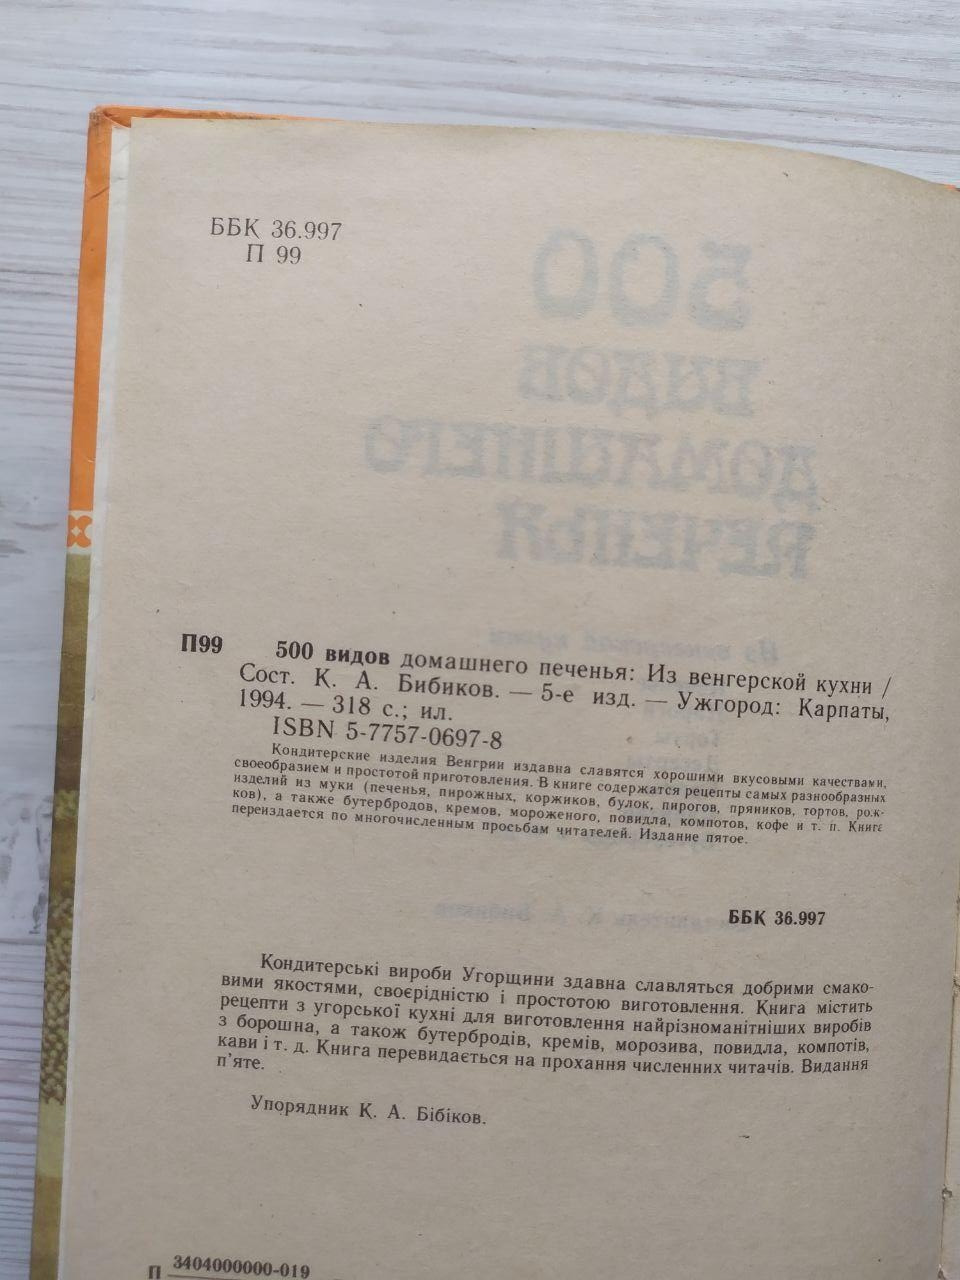 ББК 36.997
П 99
П99
500 видов домашнего печенья: Из венгерской кухни /
Сост. К. А. Бибиков. — 5-е изд. — Ужгород: Карпаты,
1994. — 318 с.; ил.
ISBN 5-7757-0697-8
Кондитерские изделия Венгрии издавна славятся хорошими вкусовыми качествами,
своеобразием и простотой приготовления. В книге содержатся рецепты самых разнообразных
изделий из муки (печенья, пирожных, коржиков, булок, пирогов, пряников, тортов, рож-
ков), а также бутербродов, кремов, мороженого, повидла, компотов, кофе и т. п. Книга
переиздается по многочисленным просьбам читателей. Издание пятое.
ББК 36.997
Кондитерські вироби Угорщини здавна славляться добрими смако-
вими якостями, своєрідністю і простотою виготовлення. Книга містить
рецепти з угорської кухні для виготовлення найрізноманітніших виробів
з борошна, а також бутербродів, кремів, морозива, повидла, компотів,
кави і т. д. Книга перевидається на прохання численних читачів. Видання
п'яте.
Упорядник К. А. Бібіков.
П 3404000000-019